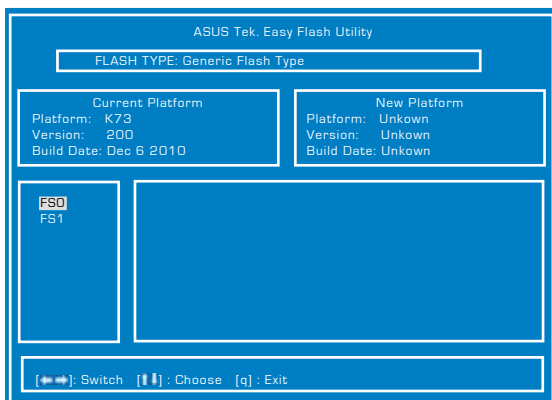 ASUS Tek. Easy Flash Utility
FLASH TYPE: Generic Flash Type
Current Platform
Platform: K73
Version: 200
Build Date: Dec 6 2010
New Platform
Platform: Unkown
Version: Unkown
Build Date: Unkown
FS0
FS1
[←→]: Switch [↑↓] : Choose [q] : Exit